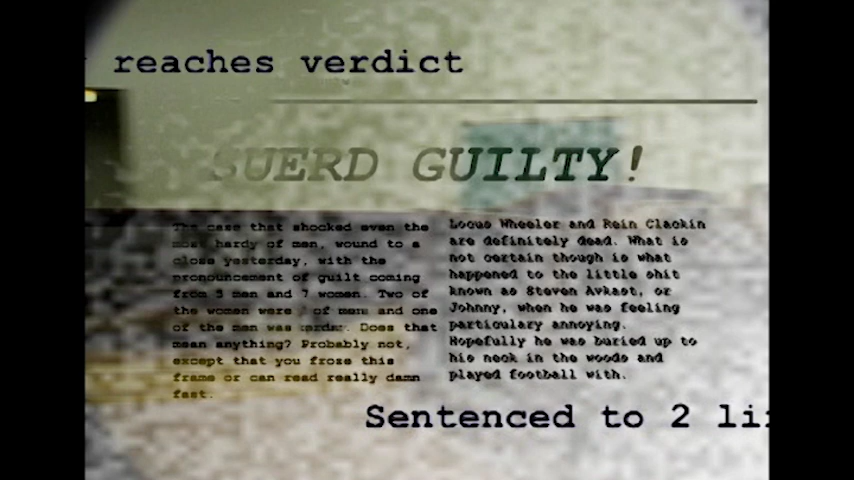 reaches verdict
SUERD GUILTY!
The case that shocked even the
most hardy of men, wound to a
close yesterday, with the
pronouncement of guilt coming
from 5 men and 7 women. Two of
the women were of men: and one
of the men was. Does that
mean anything? Probably not,
except that you froze this
frame or can read really damn
fast.
Locus Wheeler and Rein Clackin
are definitely dead. What is
not certain though is what
happened to the little shit
known as Steven Avkast, or
Johnny, when he was feeling
particulary annoying.
Hopefully he was buried up to
his neck in the woods and
played football with.
Sentenced to 2 li